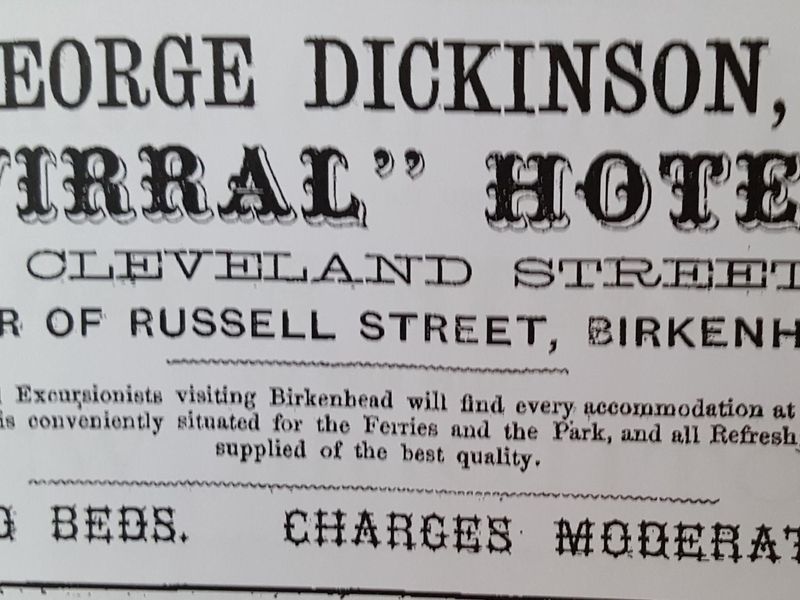 EORGE DICKINSON,
IRRAL” HOTE
CLEVELAND STREET
R OF RUSSELL STREET, BIRKENH
Excursionists visiting Birkenhead will find every accommodation at
is conveniently situated for the Ferries and the Park, and all Refresh
supplied of the best quality.
D BEDS. CHARGES MODERAT